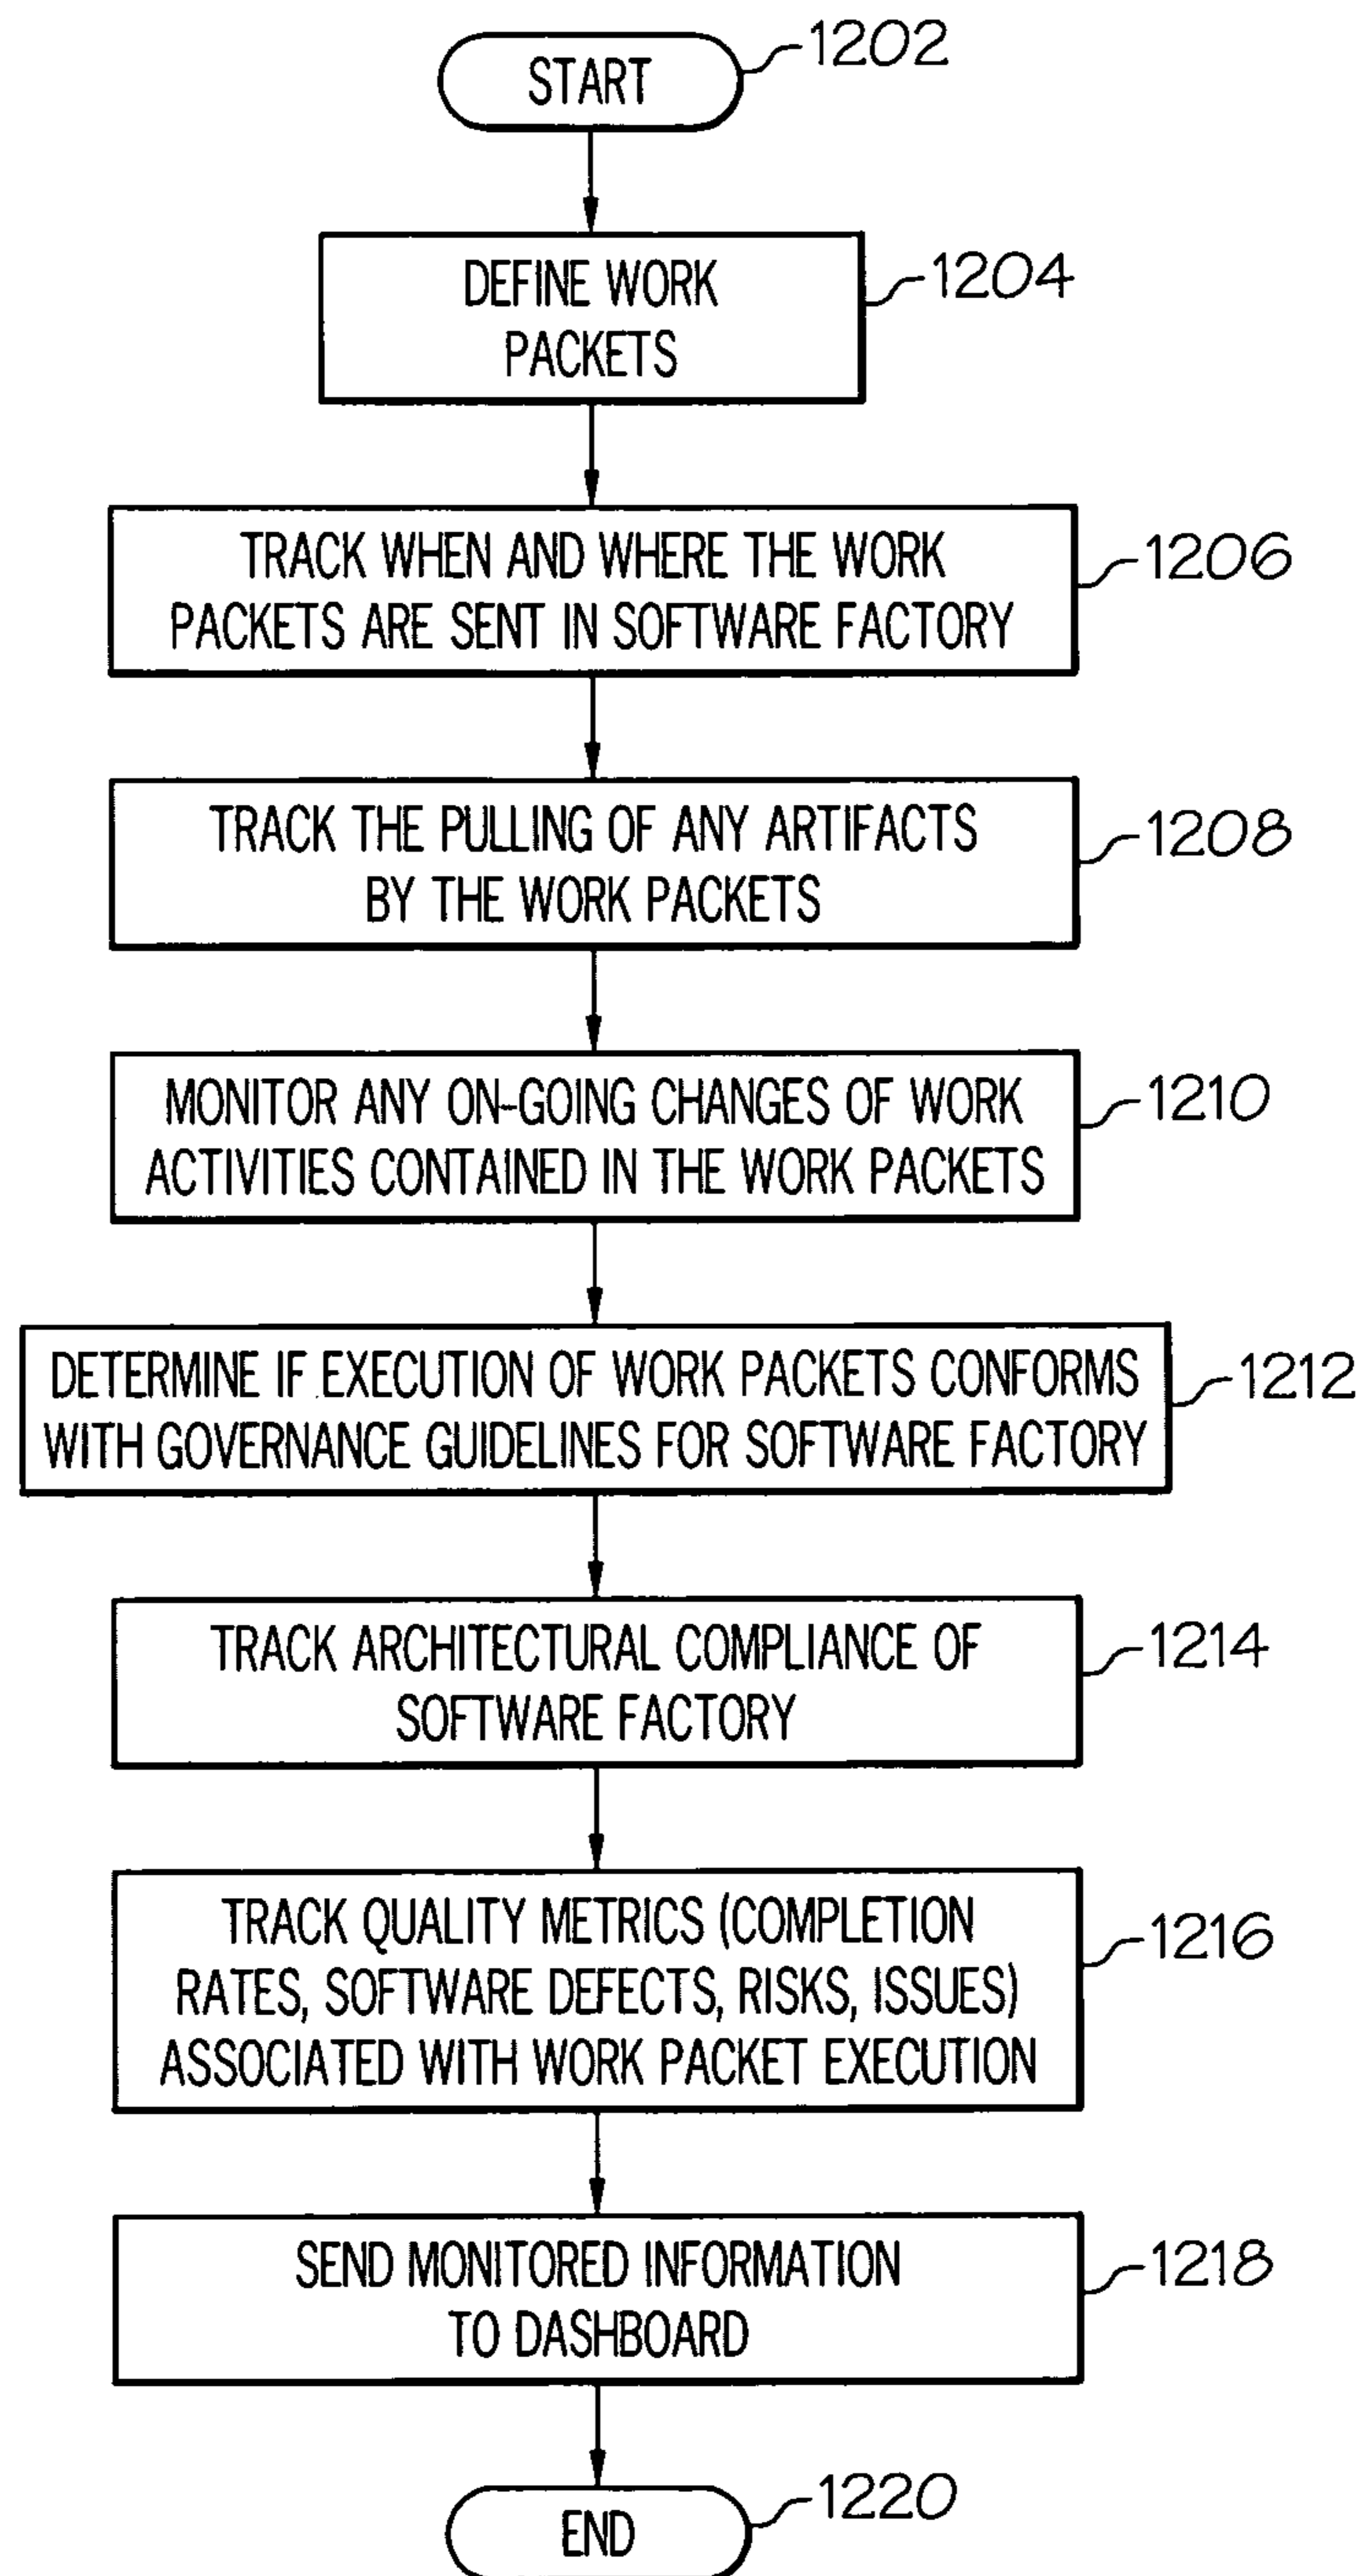 START
1202
DEFINE WORK
PACKETS
1204
TRACK WHEN AND WHERE THE WORK
PACKETS ARE SENT IN SOFTWARE FACTORY
1206
TRACK THE PULLING OF ANY ARTIFACTS
BY THE WORK PACKETS
1208
MONITOR ANY ON-GOING CHANGES OF WORK
ACTIVITIES CONTAINED IN THE WORK PACKETS
1210
DETERMINE IF EXECUTION OF WORK PACKETS CONFORMS
WITH GOVERNANCE GUIDELINES FOR SOFTWARE FACTORY
1212
TRACK ARCHITECTURAL COMPLIANCE OF
SOFTWARE FACTORY
1214
TRACK QUALITY METRICS (COMPLETION
RATES, SOFTWARE DEFECTS, RISKS, ISSUES)
ASSOCIATED WITH WORK PACKET EXECUTION
1216
SEND MONITORED INFORMATION
TO DASHBOARD
1218
END
1220